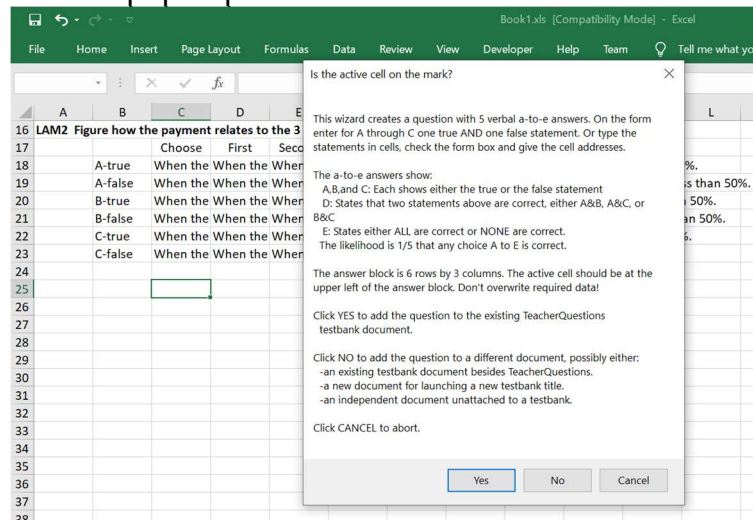 Book1.xls [Compatibility Mode] - Excel
File Home Insert Page Layout Formulas Data Review View Developer Help Team Tell me what yo
fx
Is the active cell on the mark?
A B C D E L
16 LAM2 Figure how the payment relates to the 3
17 Choose First Seco
18 A-true When the When the When %.
19 A-false When the When the When ss than 50%.
20 B-true When the When the When 50%.
21 B-false When the When the When an 50%.
22 C-true When the When the When
23 C-false When the When the When
24
25
26
27
28
29
30
31
32
33
34
35
36
37
38
This wizard creates a question with 5 verbal a-to-e answers. On the form
enter for A through C one true AND one false statement. Or type the
statements in cells, check the form box and give the cell addresses.
The a-to-e answers show:
A,B,and C: Each shows either the true or the false statement
D: States that two statements above are correct, either A&B, A&C, or
B&C
E: States either ALL are correct or NONE are correct.
The likelihood is 1/5 that any choice A to E is correct.
The answer block is 6 rows by 3 columns. The active cell should be at the
upper left of the answer block. Don't overwrite required data!
Click YES to add the question to the existing TeacherQuestions
testbank document.
Click NO to add the question to a different document, possibly either:
-an existing testbank document besides TeacherQuestions.
-a new document for launching a new testbank title.
-an independent document unattached to a testbank.
Click CANCEL to abort.
Yes No Cancel